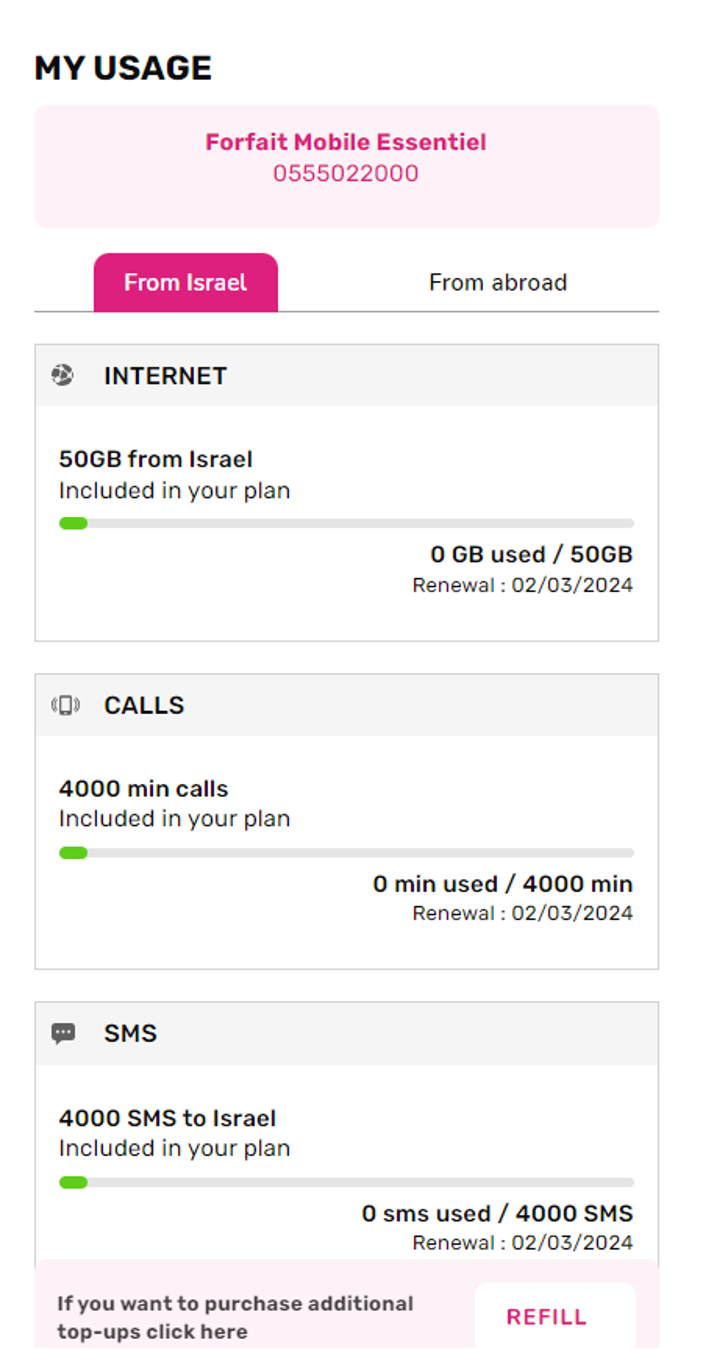 MY USAGE
Forfait Mobile Essentiel
0555022000
From Israel
From abroad
INTERNET
50GB from Israel
Included in your plan
0 GB used / 50GB
Renewal : 02/03/2024
CALLS
4000 min calls
Included in your plan
0 min used / 4000 min
Renewal : 02/03/2024
SMS
4000 SMS to Israel
Included in your plan
0 sms used / 4000 SMS
Renewal : 02/03/2024
If you want to purchase additional
top-ups click here
REFILL